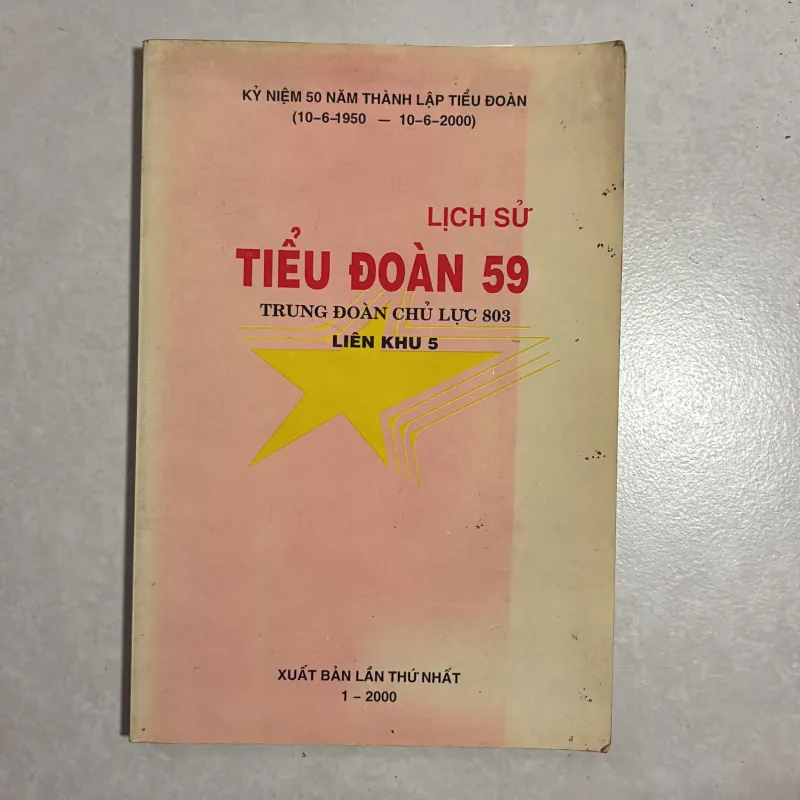 KỶ NIỆM 50 NĂM THÀNH LẬP TIỂU ĐOÀN
(10-6-1950 — 10-6-2000)
LỊCH SỬ
TIỂU ĐOÀN 59
TRUNG ĐOÀN CHỦ LỰC 803
LIÊN KHU 5
XUẤT BẢN LẦN THỨ NHẤT
1 - 2000